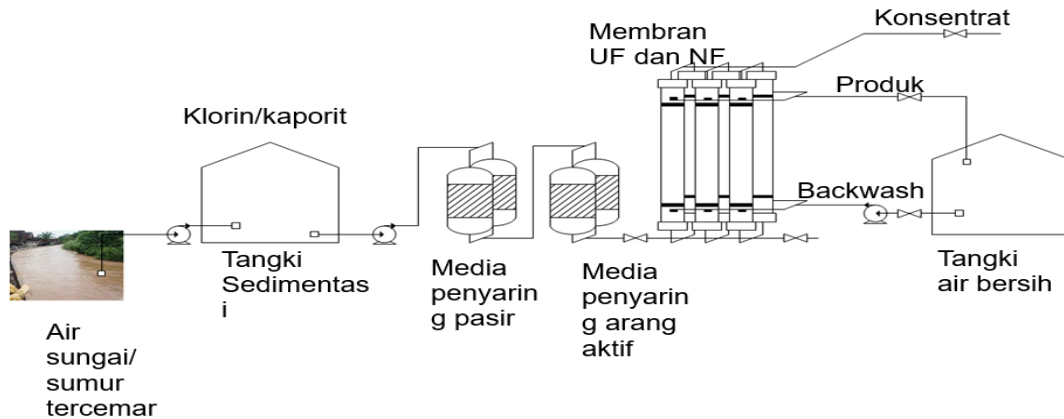 Konsentrat
Membran
UF dan NF
Produk
Klorin/kaporit
Backwash
Tangki
Sedimentas
i
Media
penyarin
g pasir
Media
penyarin
g arang
aktif
Tangki
air bersih
Air
sungai/
sumur
tercemar